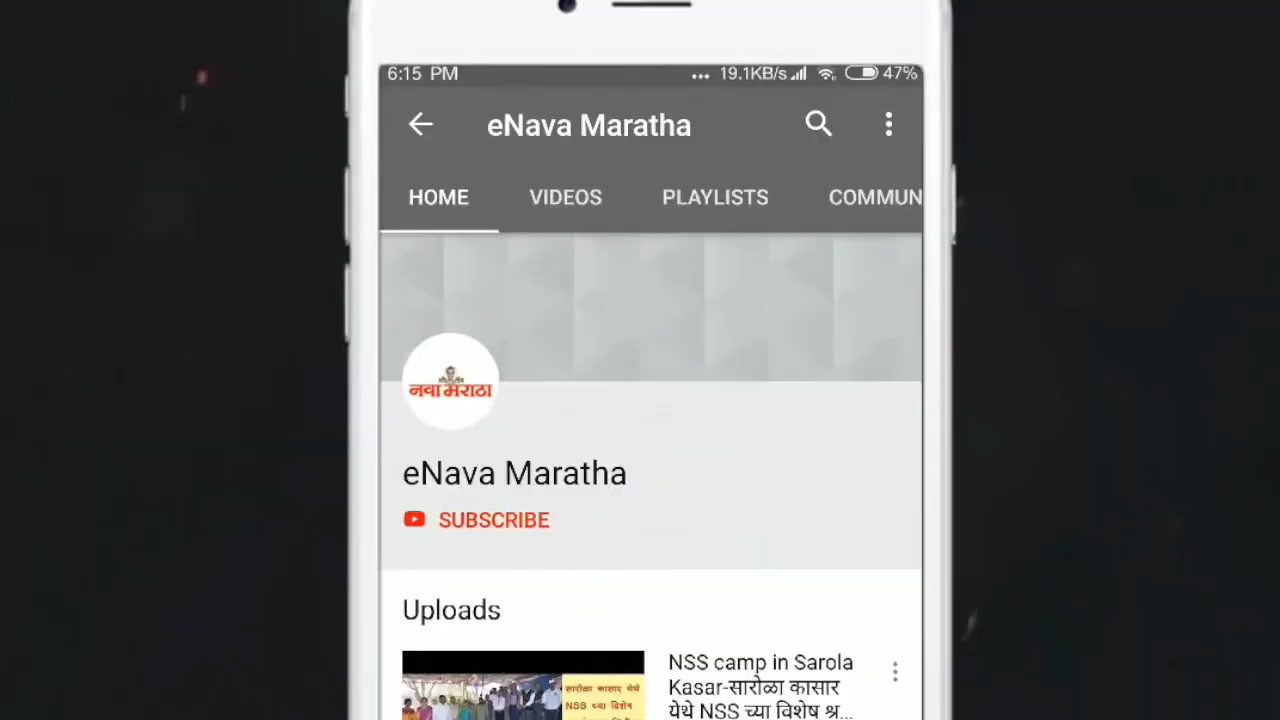 6:15 PM ... 19.1KB/s 47%
eNava Maratha
HOME VIDEOS PLAYLISTS COMMUN
नवा मराठा
eNava Maratha
SUBSCRIBE
Uploads
NSS camp in Sarola
Kasar-सारोळा कासार
येथे NSS च्या विशेष श्र...
सारोळा कासार येथे
NSS च्या विशेष